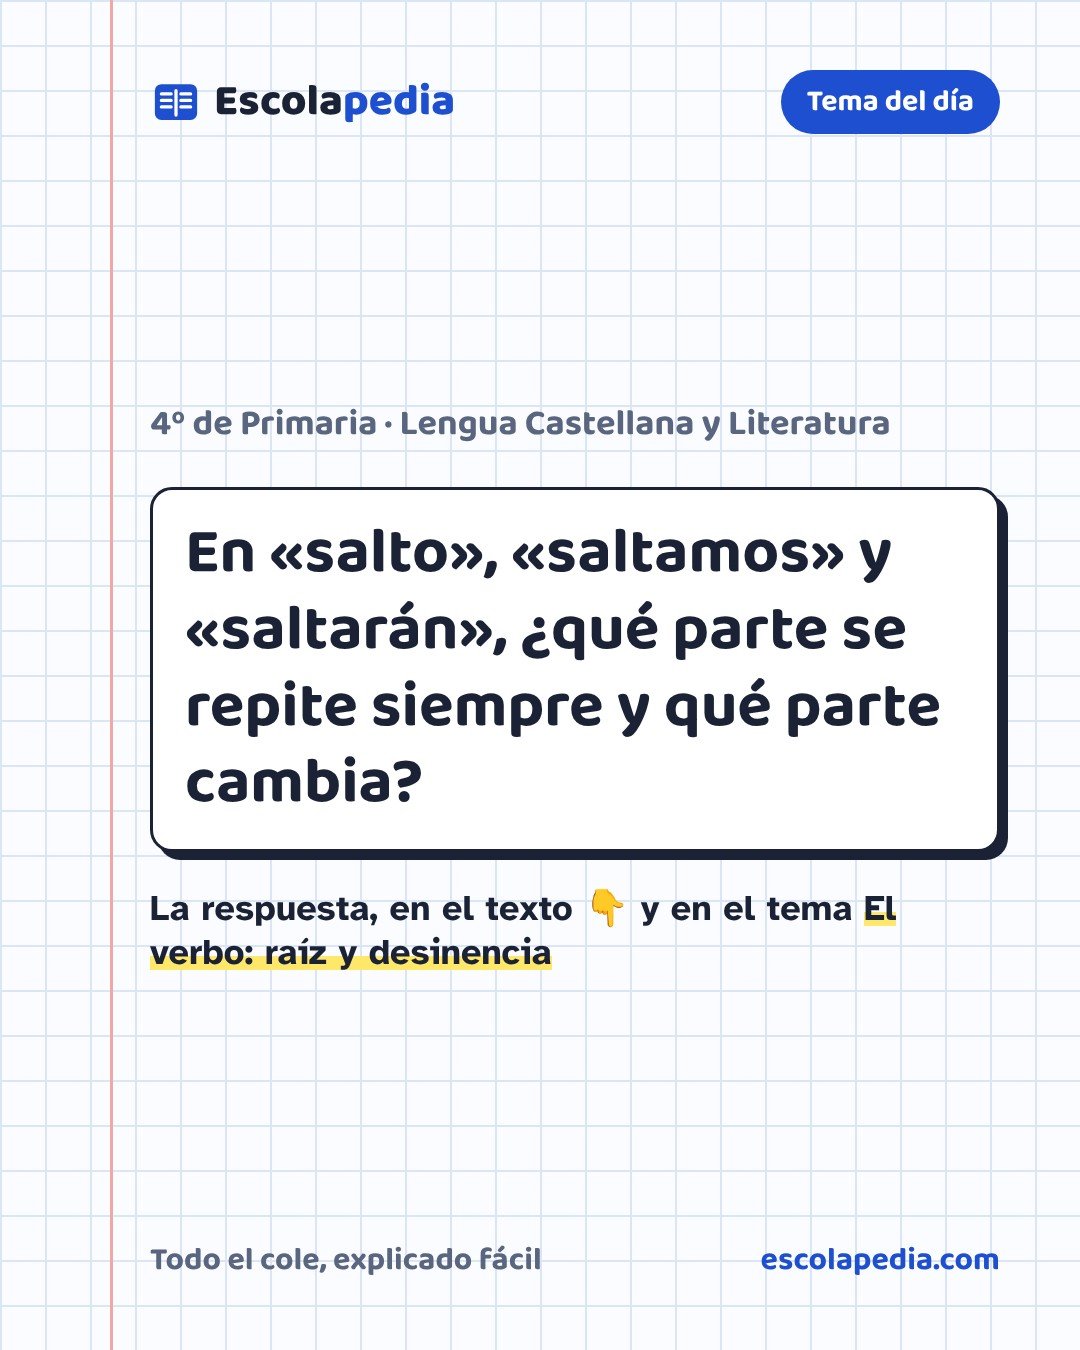 Escolapedia
Tema del día
4º de Primaria · Lengua Castellana y Literatura
En «salto», «saltamos» y
«saltarán», ¿qué parte se
repite siempre y qué parte
cambia?
La respuesta, en el texto 👇 y en el tema El
verbo: raíz y desinencia
Todo el cole, explicado fácil
escolapedia.com